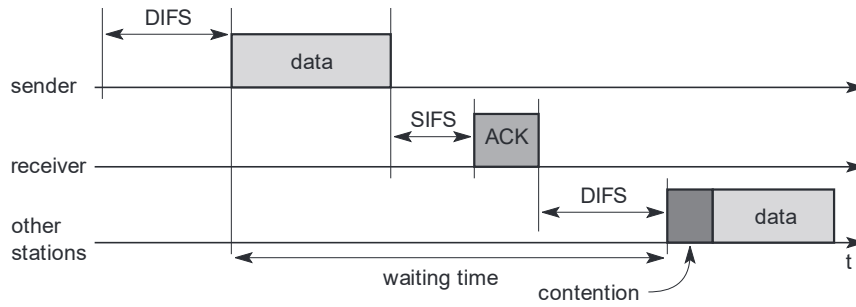 DIFS
data
sender
SIFS
ACK
receiver
DIFS
data
other
stations
t
waiting time
contention